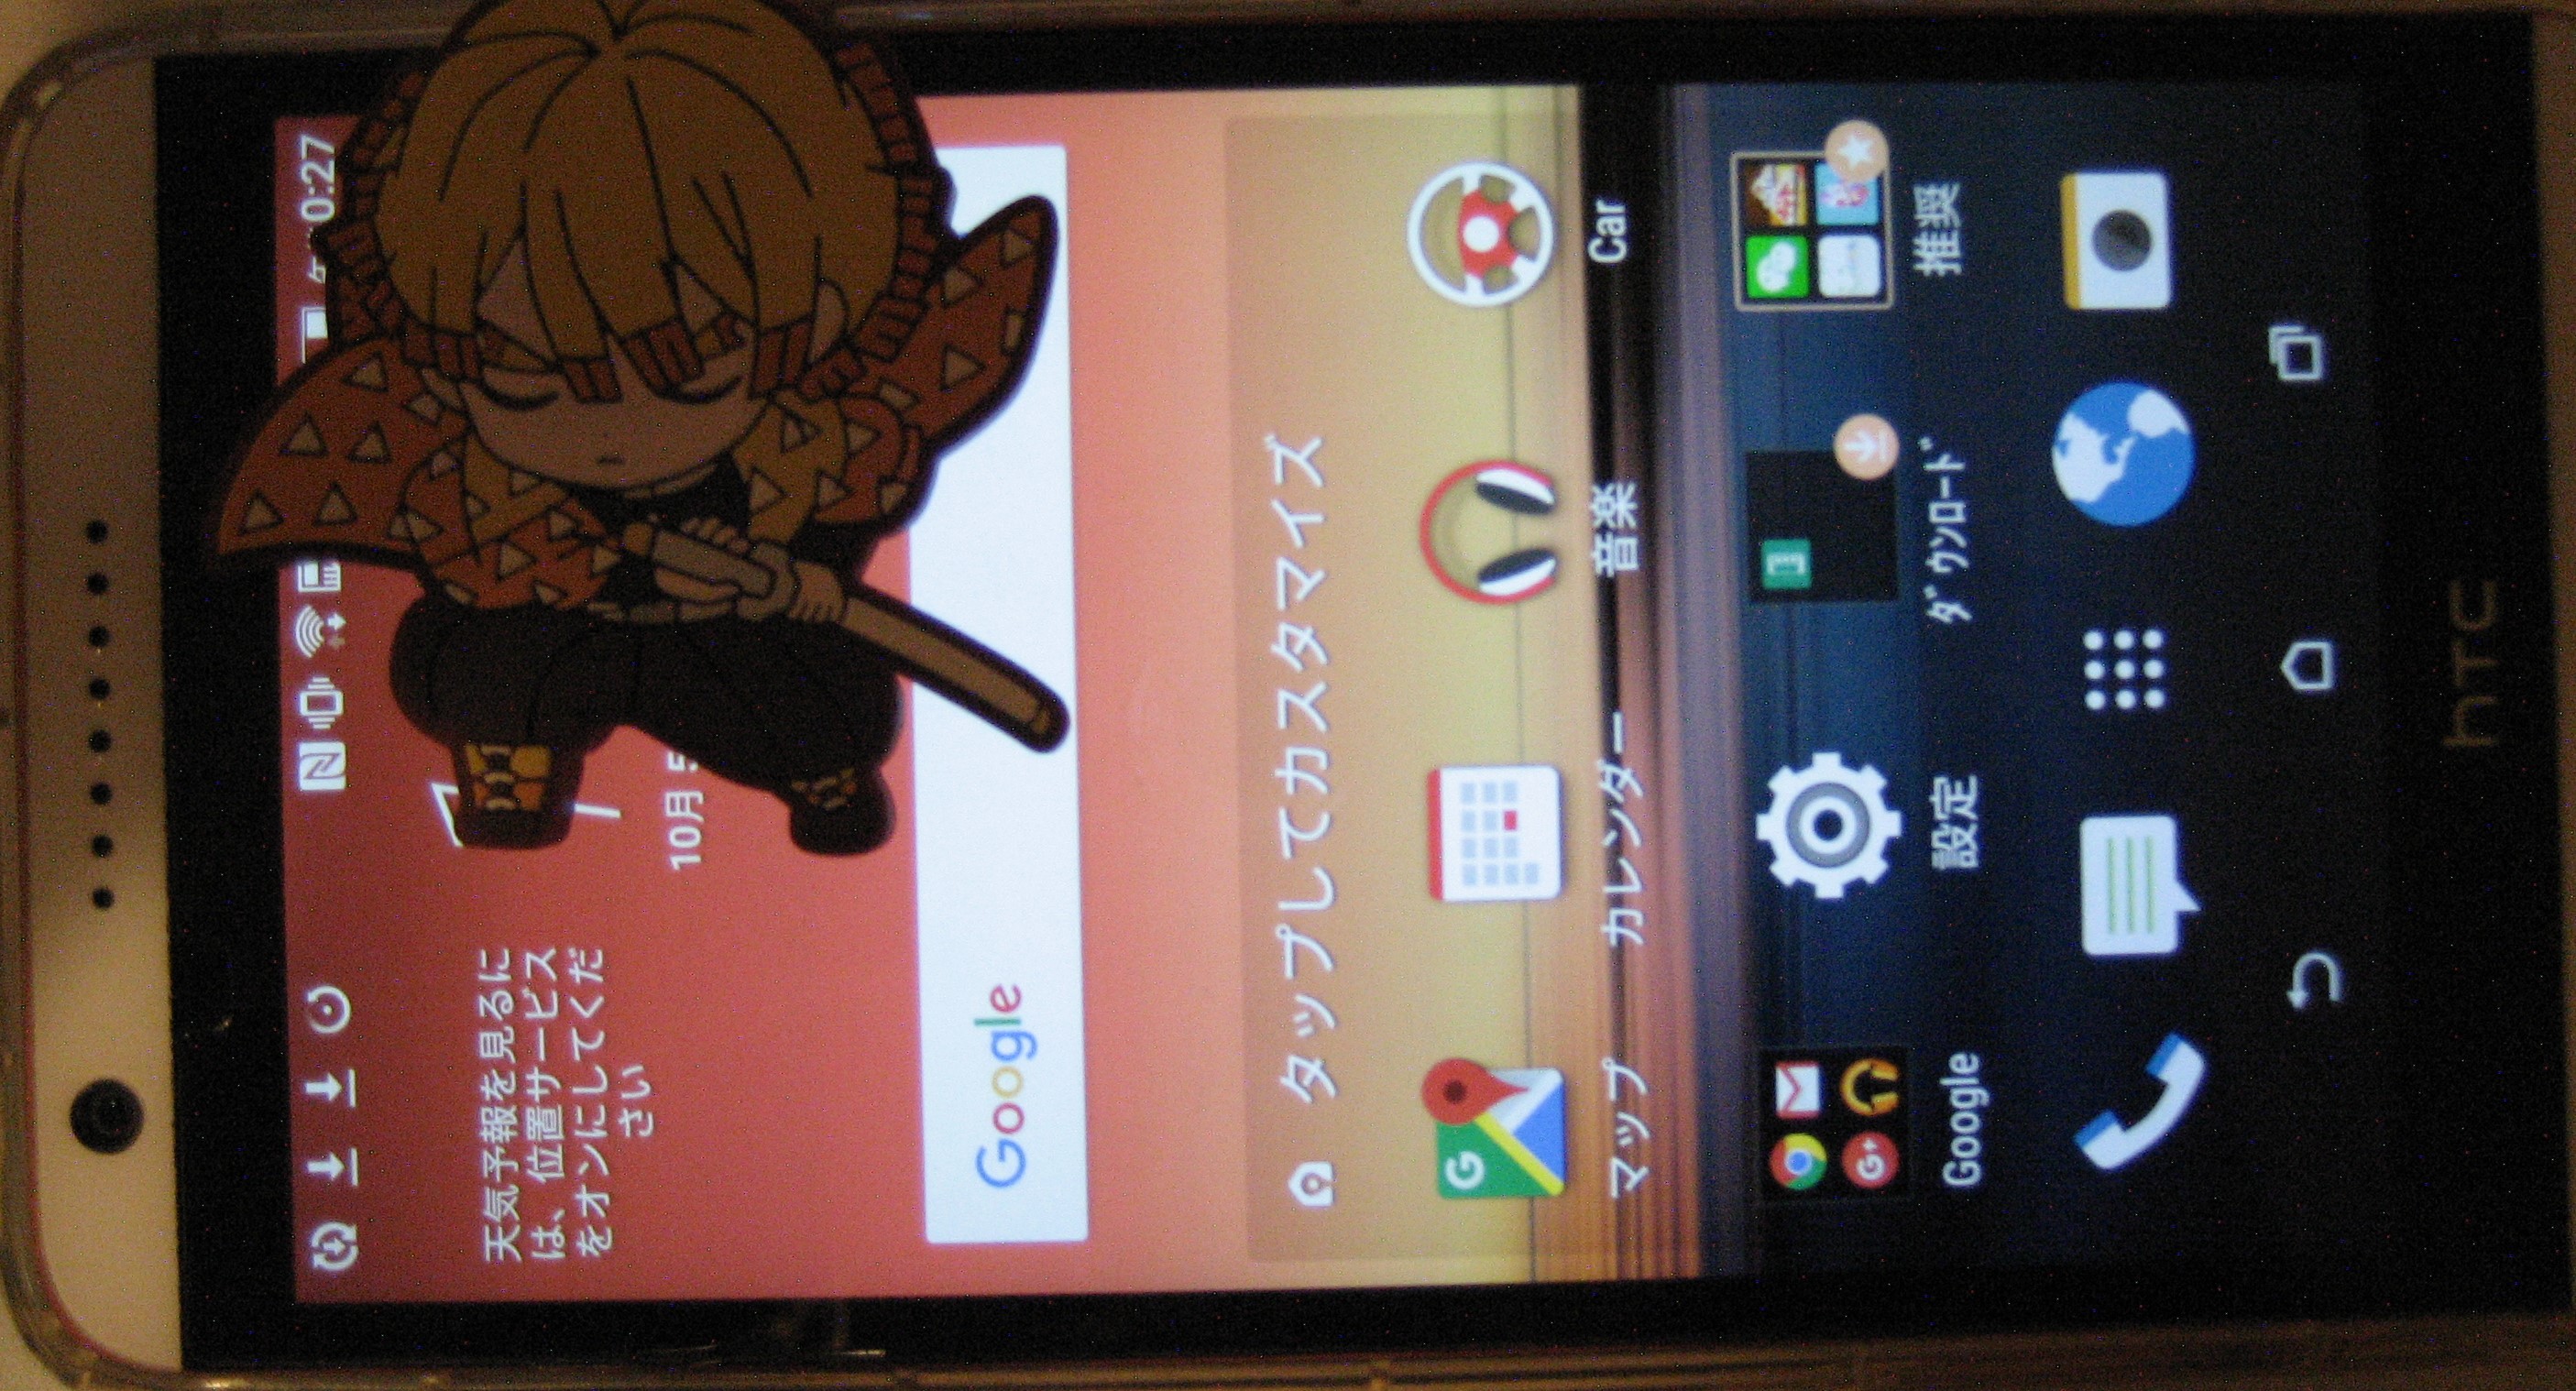 0:27
天気予報を見るに
は、位置サービス
をオンにしてくだ
さい
10月
Google
タップしてカスタマイズ
マップ カレンダー 音楽 Car
Google 設定 ダウンロード 推奨
hTC